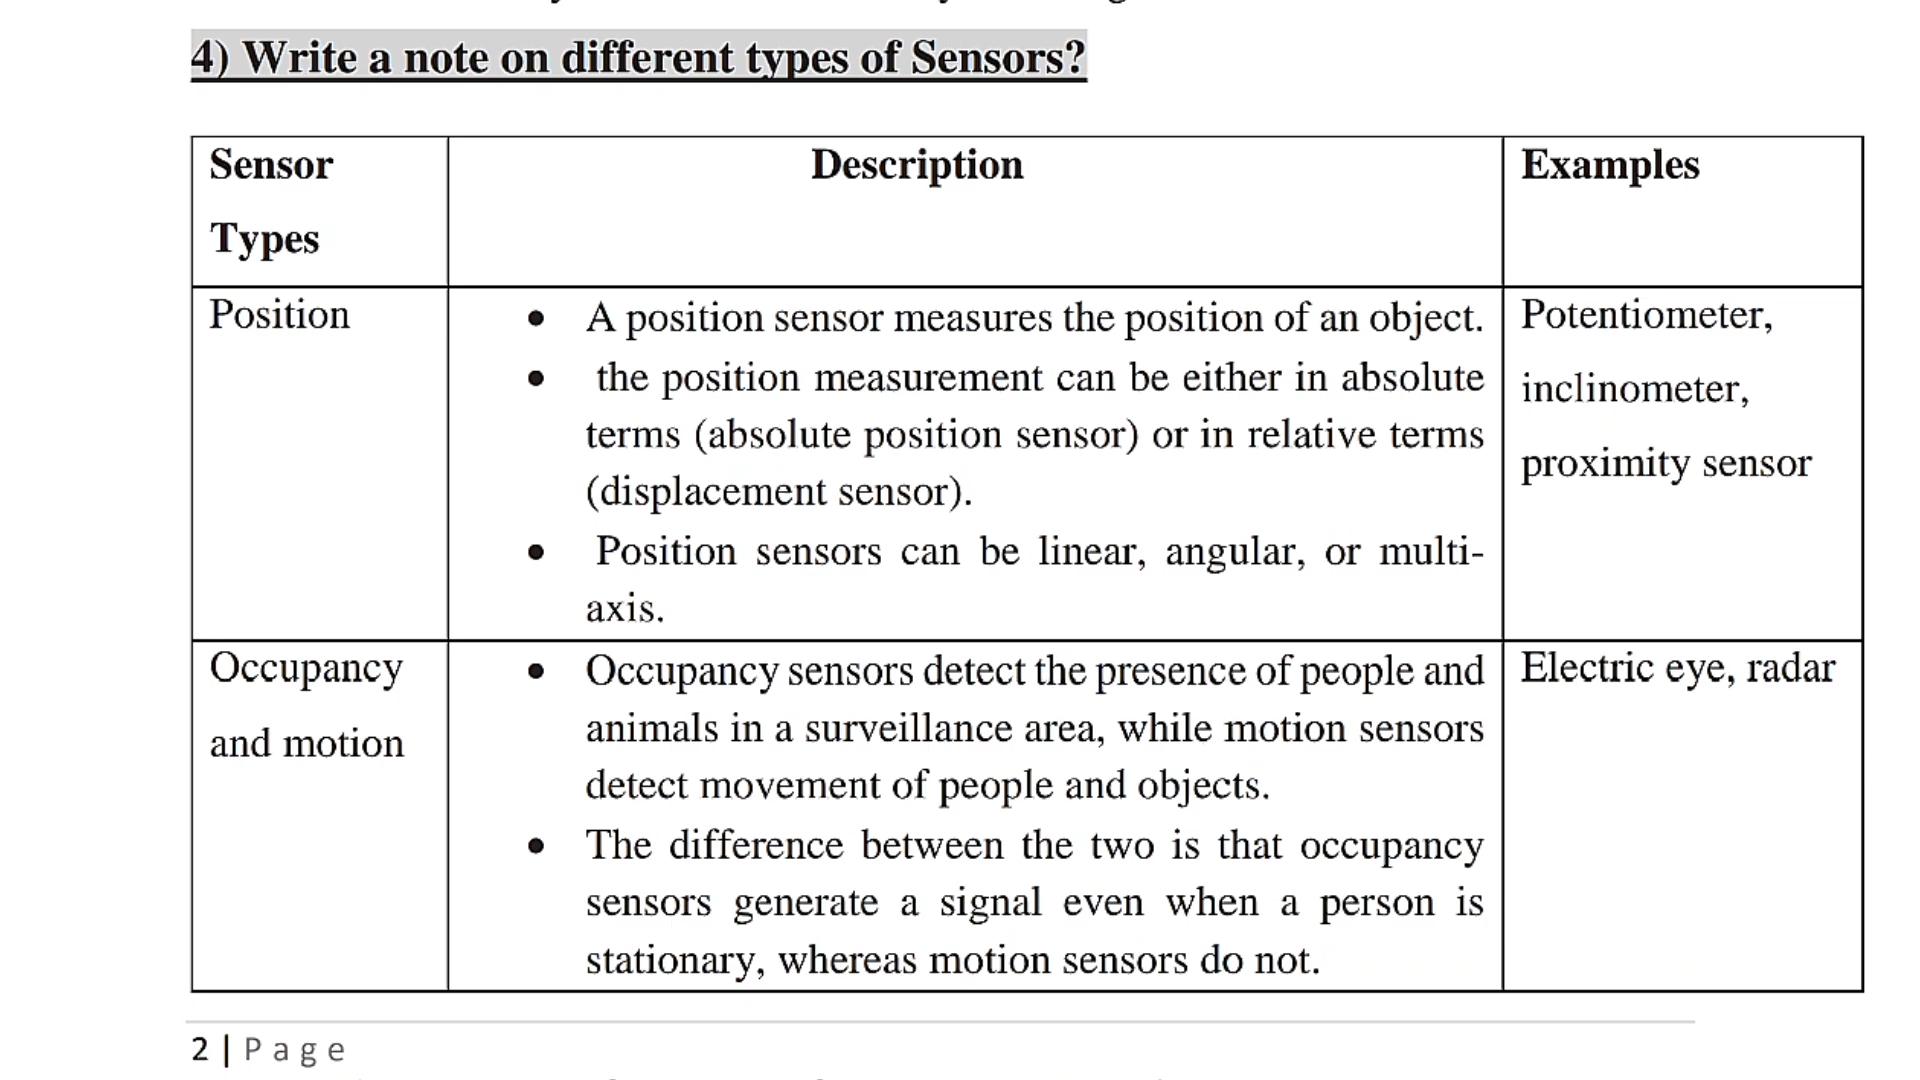 4) Write a note on different types of Sensors?
Sensor
Types
Description
Examples
Position
• A position sensor measures the position of an object.
• the position measurement can be either in absolute
terms (absolute position sensor) or in relative terms
(displacement sensor).
• Position sensors can be linear, angular, or multi-
axis.
Potentiometer,
inclinometer,
proximity sensor
Occupancy
and motion
• Occupancy sensors detect the presence of people and
animals in a surveillance area, while motion sensors
detect movement of people and objects.
• The difference between the two is that occupancy
sensors generate a signal even when a person is
stationary, whereas motion sensors do not.
Electric eye, radar
2 | Page